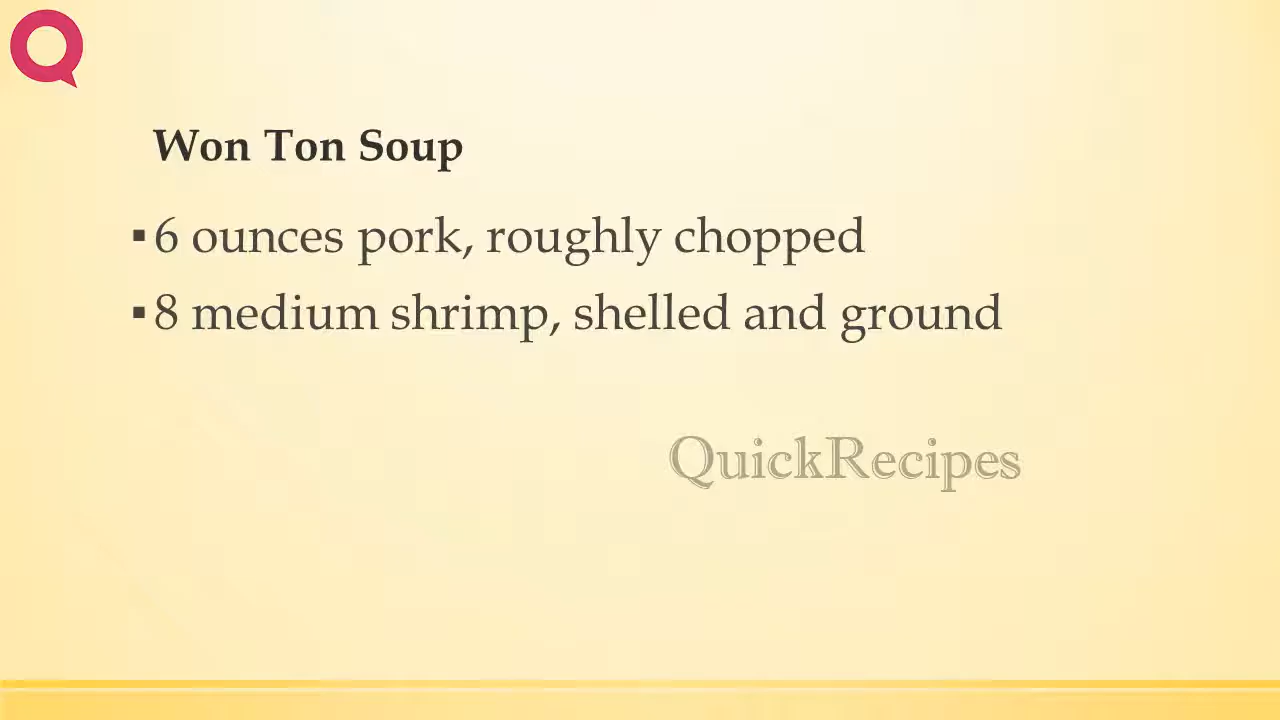 Won Ton Soup
▪6 ounces pork, roughly chopped
▪8 medium shrimp, shelled and ground
QuickRecipes